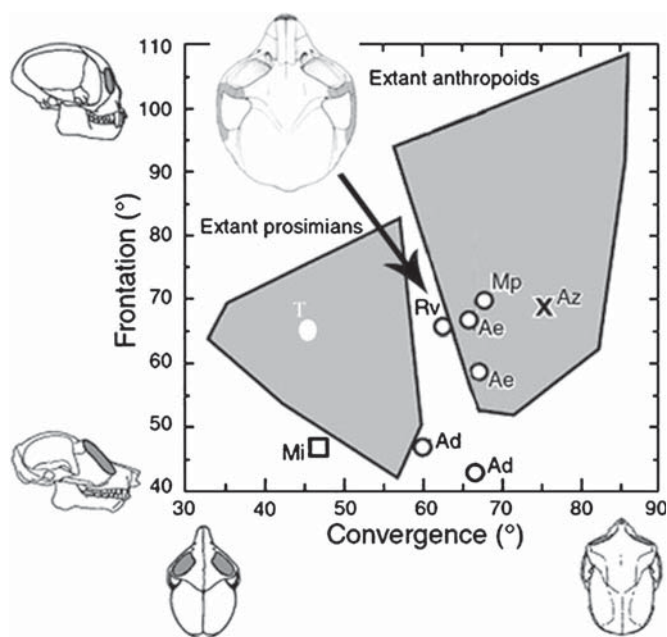 110
100
90
80
70
60
50
40
Frontation (°)
Extant anthropoids
Extant prosimians
T
Rv
Mp
Ae
Az
Ae
Mi
Ad
Ad
30 40 50 60 70 80 90
Convergence (°)